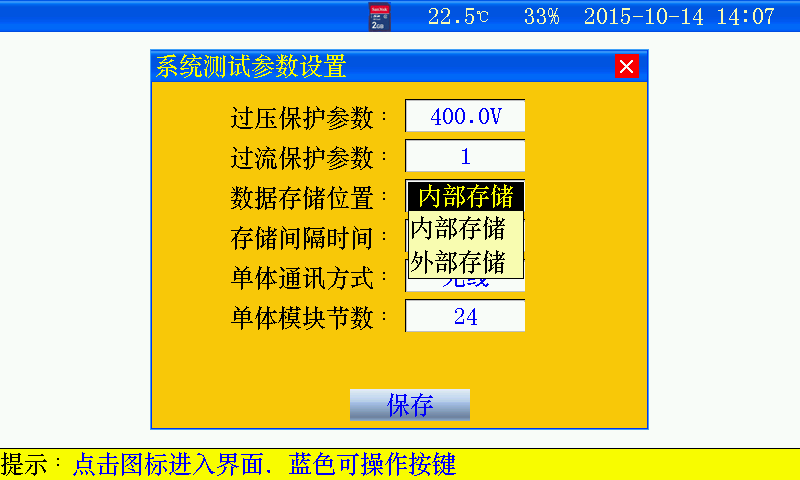 SanDisk
2GB
22.5℃ 33% 2015-10-14 14:07
系统测试参数设置
过压保护参数： 400.0V
过流保护参数： 1
数据存储位置： 内部存储
内部存储
存储间隔时间：
外部存储
单体通讯方式： 无线
单体模块节数： 24
保存
提示：点击图标进入界面．蓝色可操作按键